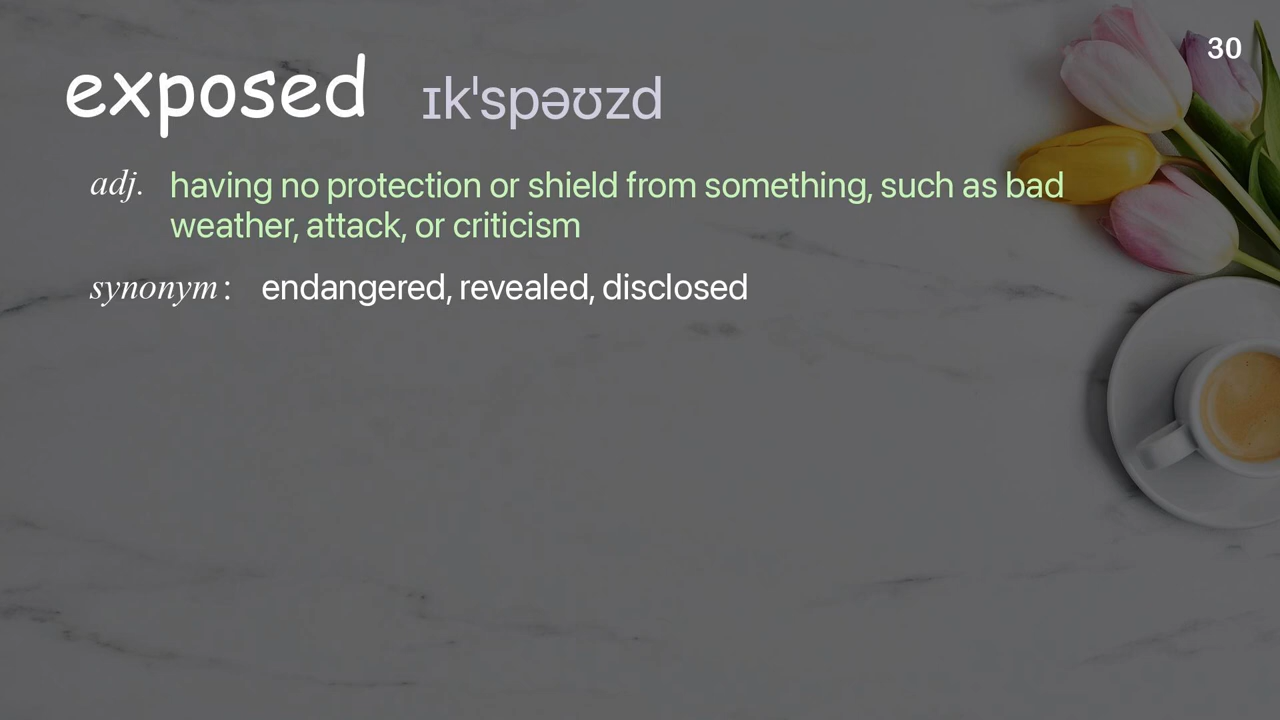 30
exposed ɪkˈspəʊzd
adj. having no protection or shield from something, such as bad
weather, attack, or criticism
synonym : endangered, revealed, disclosed